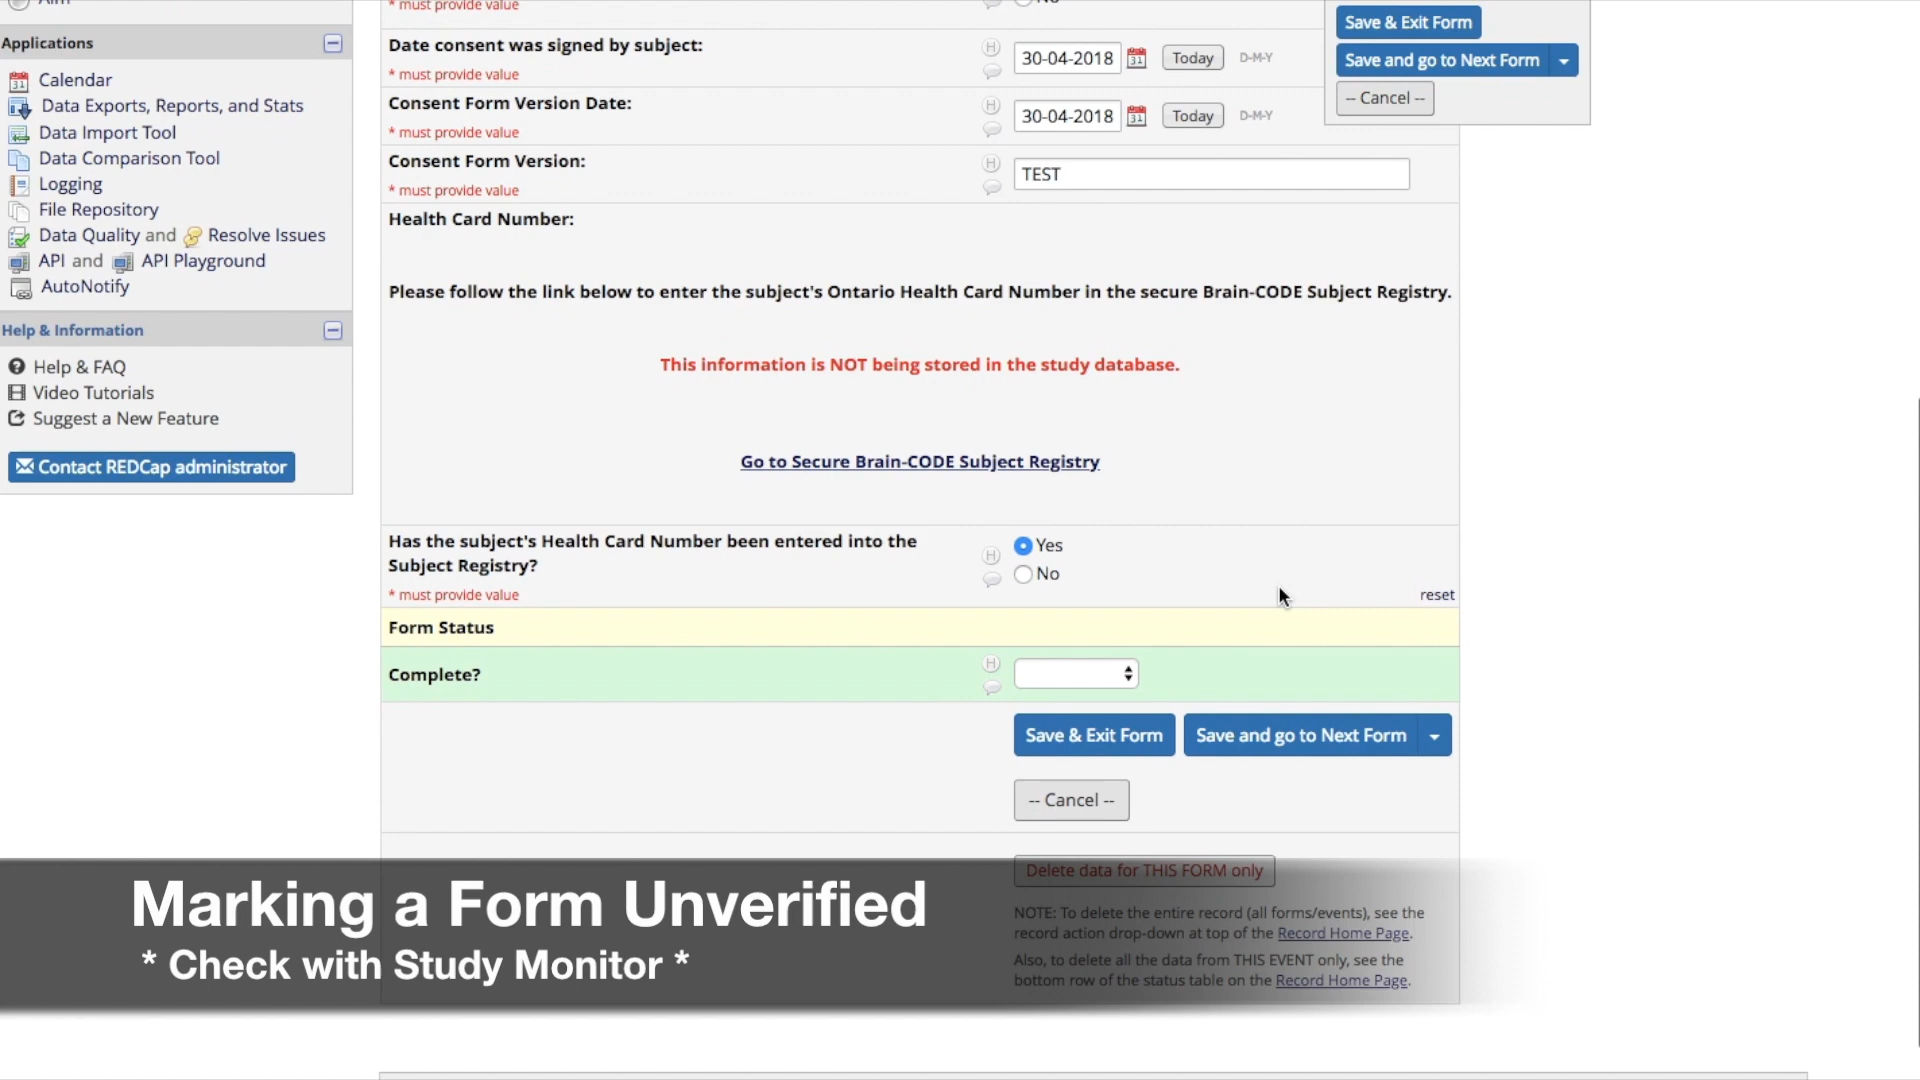 Aim
Applications
Calendar
Data Exports, Reports, and Stats
Data Import Tool
Data Comparison Tool
Logging
File Repository
Data Quality and Resolve Issues
API and API Playground
AutoNotify
Help & Information
Help & FAQ
Video Tutorials
Suggest a New Feature
Contact REDCap administrator
* must provide value
No
Date consent was signed by subject:
* must provide value
H
30-04-2018
31
Today
D-M-Y
Consent Form Version Date:
* must provide value
H
30-04-2018
31
Today
D-M-Y
Consent Form Version:
* must provide value
H
TEST
Save & Exit Form
Save and go to Next Form
-- Cancel --
Health Card Number:
Please follow the link below to enter the subject's Ontario Health Card Number in the secure Brain-CODE Subject Registry.
This information is NOT being stored in the study database.
Go to Secure Brain-CODE Subject Registry
Has the subject's Health Card Number been entered into the
Subject Registry?
* must provide value
H
Yes
No
reset
Form Status
Complete?
H
Save & Exit Form
Save and go to Next Form
-- Cancel --
Delete data for THIS FORM only
NOTE: To delete the entire record (all forms/events), see the
record action drop-down at top of the Record Home Page.
Also, to delete all the data from THIS EVENT only, see the
bottom row of the status table on the Record Home Page.
Marking a Form Unverified
* Check with Study Monitor *